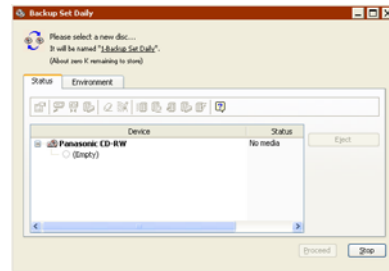 Backup Set Daily
Please select a new disc....
It will be named "1-Backup Set Daily".
(About zero K remaining to store)
Status Environment
Device Status
Panasonic CD-RW No media
(Empty)
Eject
Proceed Stop